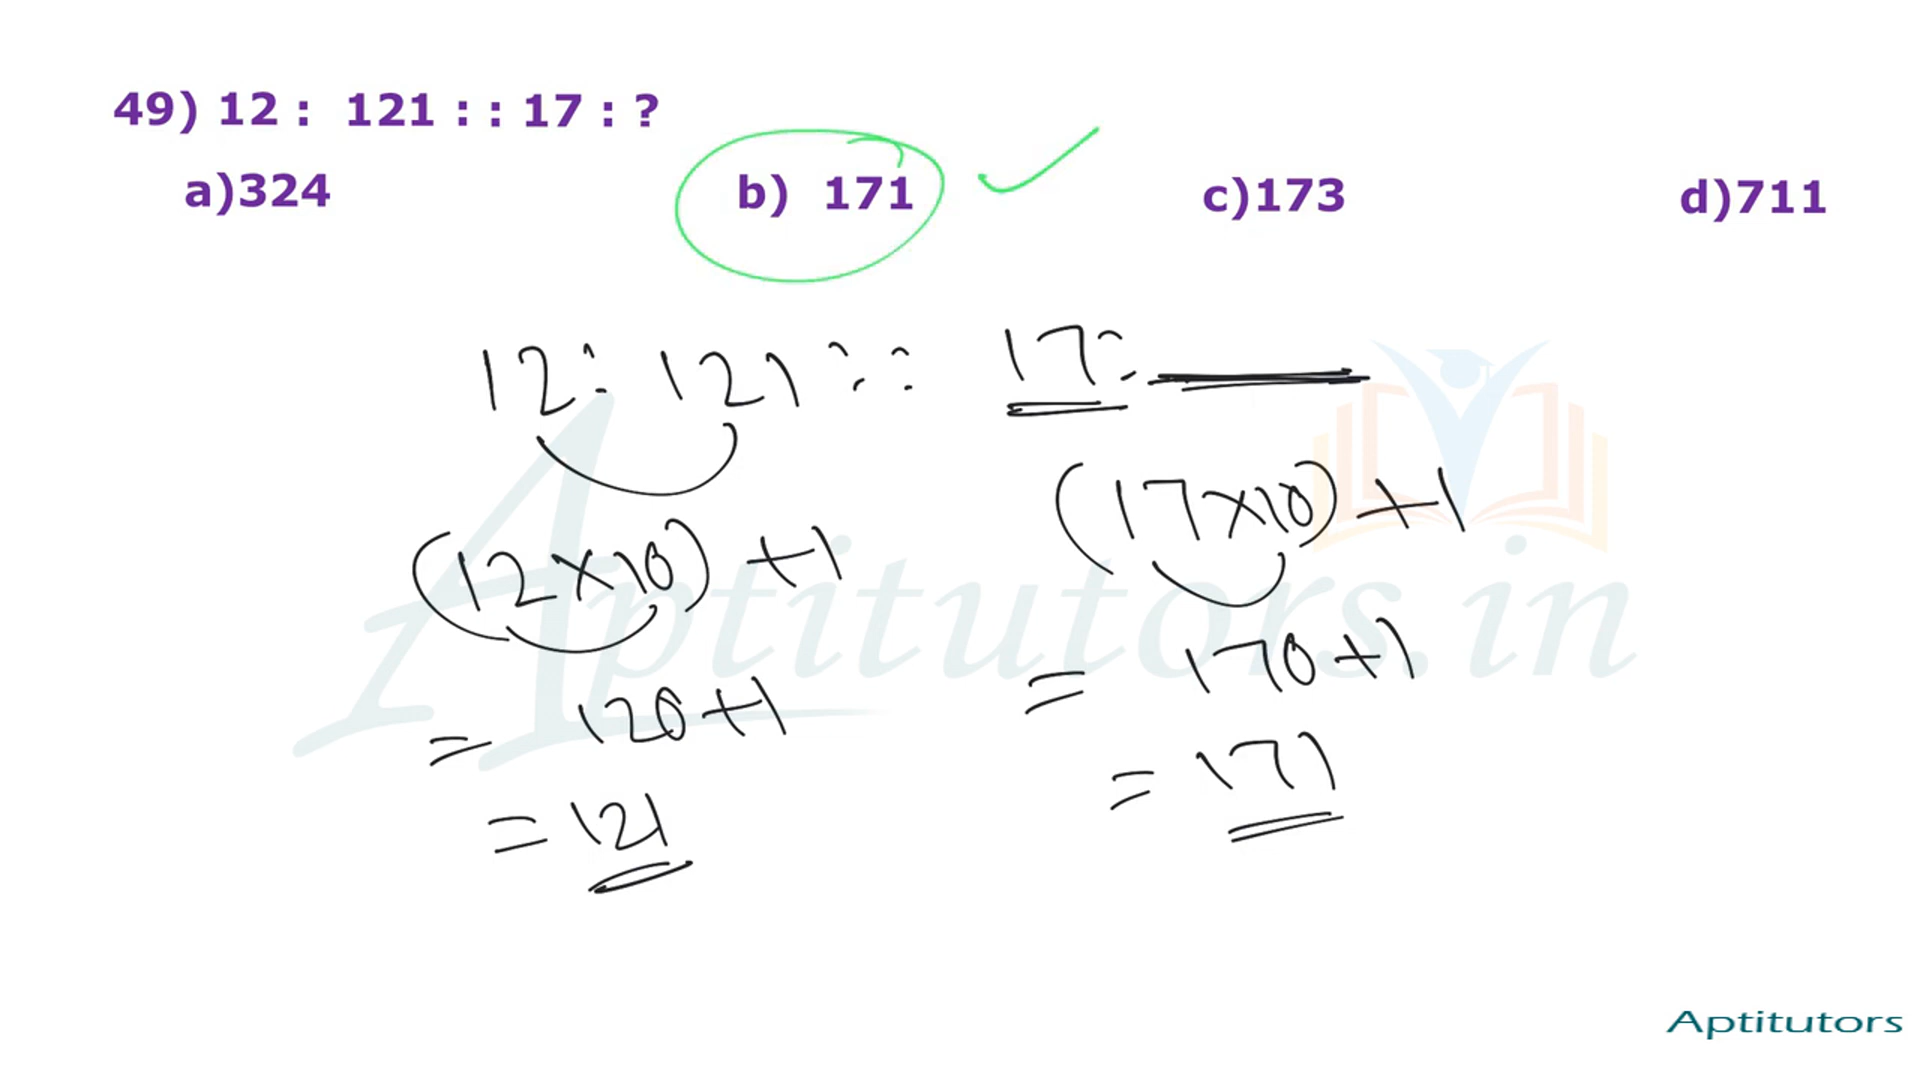 49) 12 : 121 : : 17 : ?
a)324 b) 171 c)173 d)711
12 : 121 :: 17 :
(12×10) +1 (17×10) +1
= 120+1 = 170+1
= 121 = 171
Aptitutors.in
Aptitutors